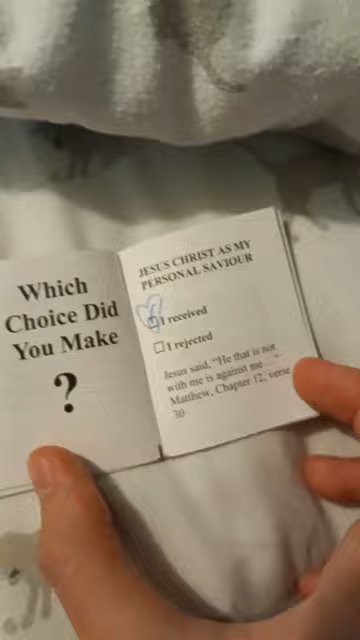 Which
Choice Did
You Make
?
JESUS CHRIST AS MY
PERSONAL SAVIOUR
I received
I rejected
Jesus said, "He that is not
with me is against me ..."
Matthew, Chapter 12, verse
30